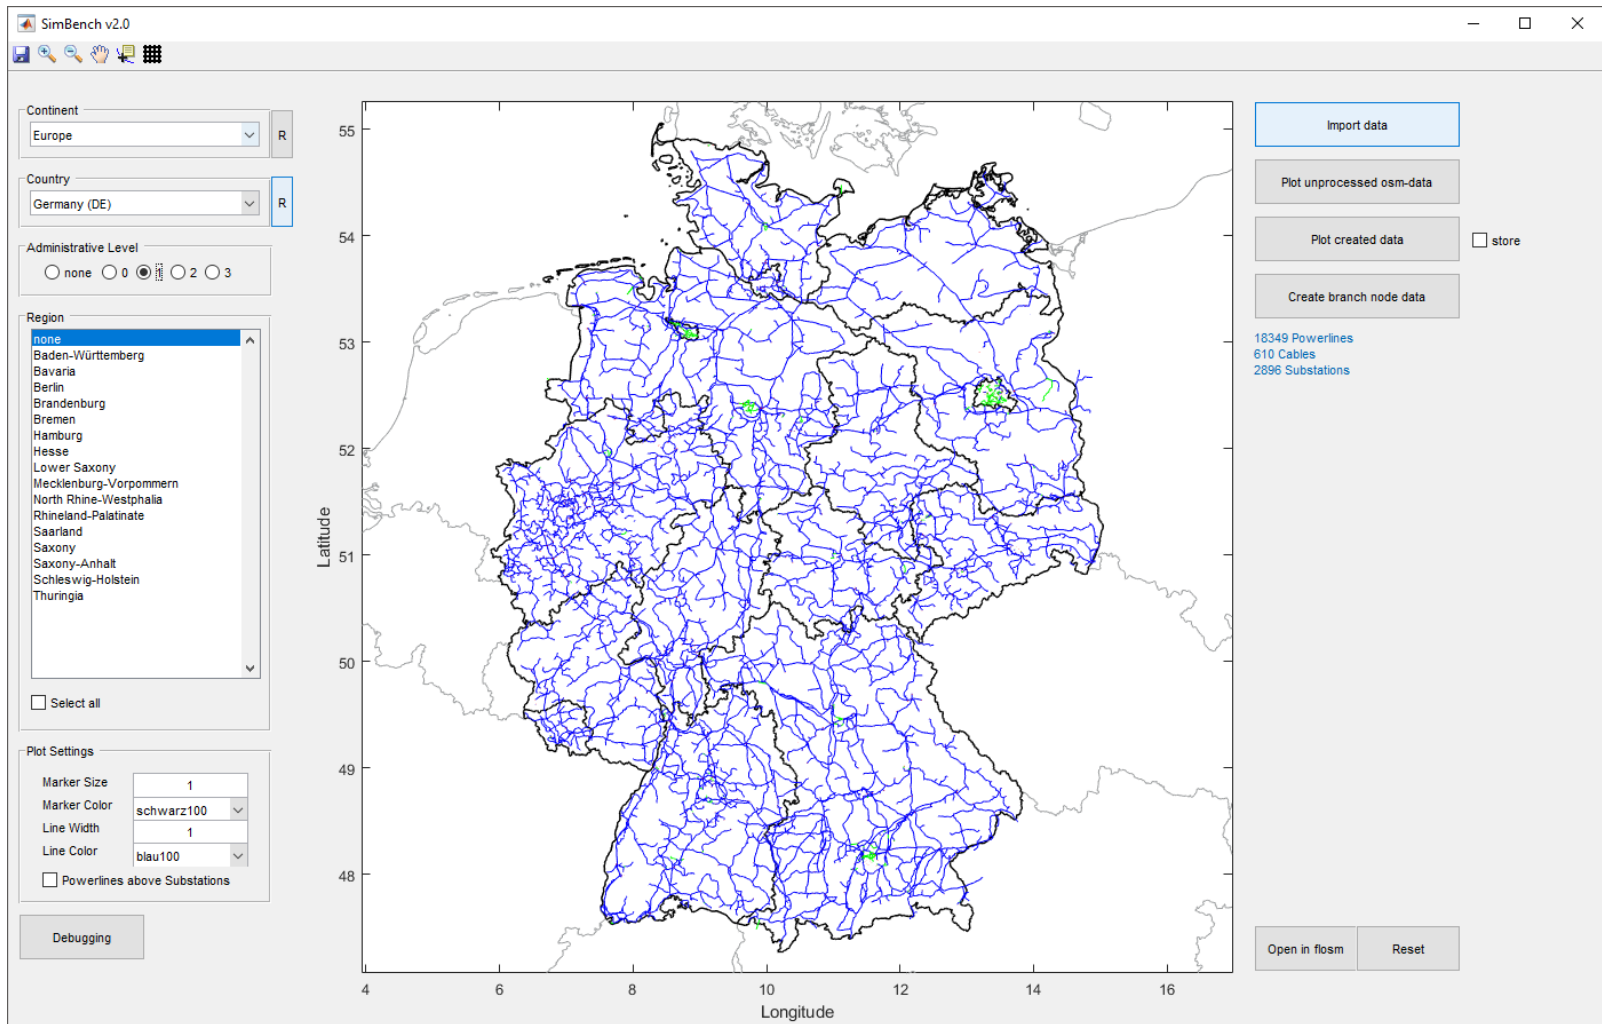 SimBench v2.0
Continent
Europe
R
Country
Germany (DE)
R
Administrative Level
none 0 1 2 3
Region
none
Baden-Württemberg
Bavaria
Berlin
Brandenburg
Bremen
Hamburg
Hesse
Lower Saxony
Mecklenburg-Vorpommern
North Rhine-Westphalia
Rhineland-Palatinate
Saarland
Saxony
Saxony-Anhalt
Schleswig-Holstein
Thuringia
Select all
Plot Settings
Marker Size 1
Marker Color schwarz100
Line Width 1
Line Color blau100
Powerlines above Substations
Debugging
Latitude
55
54
53
52
51
50
49
48
4 6 8 10 12 14 16
Longitude
Import data
Plot unprocessed osm-data
Plot created data
store
Create branch node data
18349 Powerlines
610 Cables
2896 Substations
Open in flosm
Reset